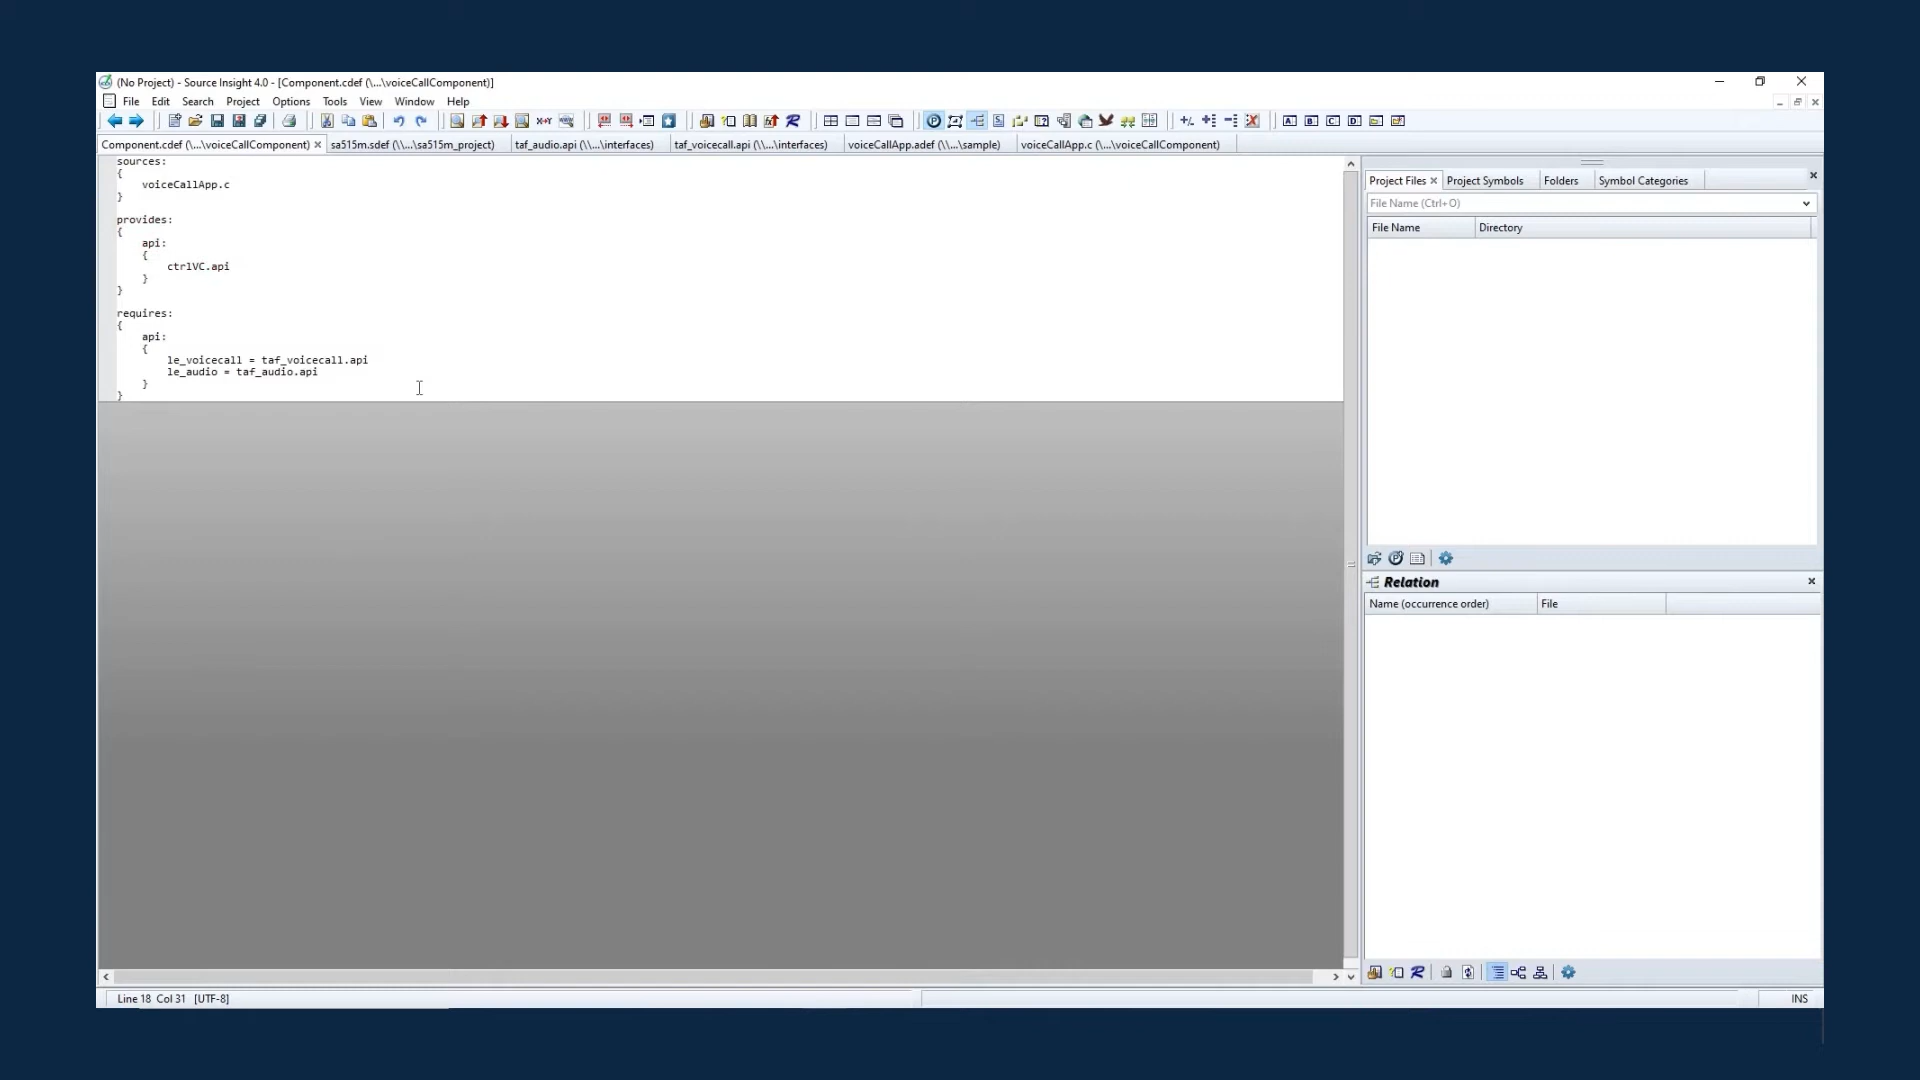 (No Project) - Source Insight 4.0 - [Component.cdef (\...\voiceCallComponent)]
File Edit Search Project Options Tools View Window Help
Component.cdef (\...\voiceCallComponent) sa515m.sdef (\\...\sa515m_project) taf_audio.api (\\...\interfaces) taf_voicecall.api (\\...\interfaces) voiceCallApp.adef (\\...\sample) voiceCallApp.c (\...\voiceCallComponent)
sources:
{
voiceCallApp.c
}
provides:
{
api:
{
ctrlVC.api
}
}
requires:
{
api:
{
le_voicecall = taf_voicecall.api
le_audio = taf_audio.api
}
}
Project Files Project Symbols Folders Symbol Categories
File Name (Ctrl+O)
File Name Directory
Relation
Name (occurrence order) File
Line 18 Col 31 [UTF-8]
INS